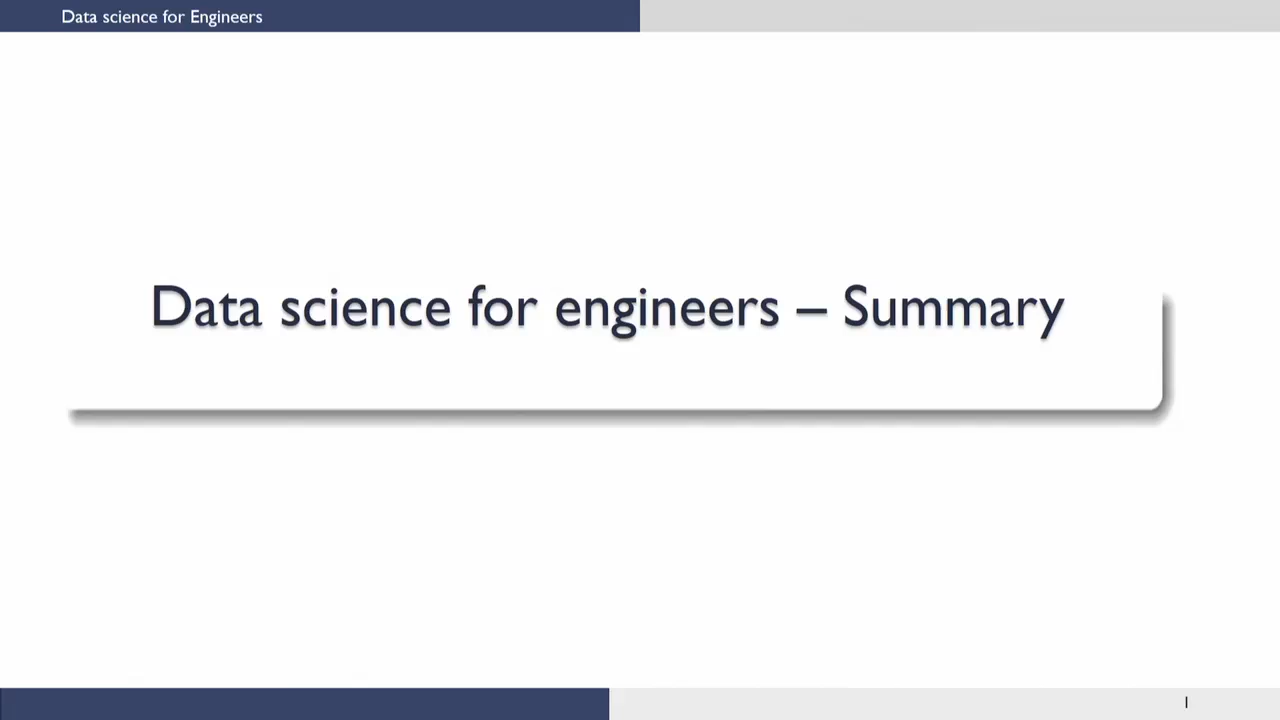 Data science for Engineers
Data science for engineers – Summary
1